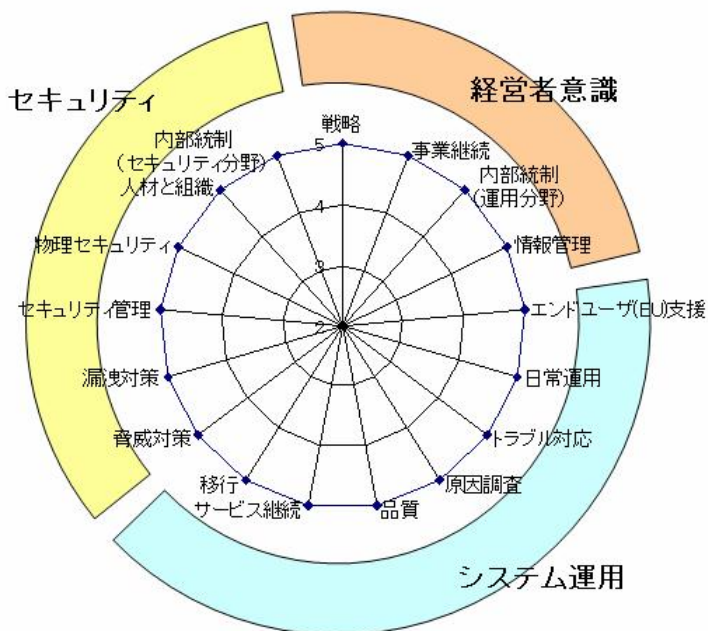 セキュリティ
経営者意識
システム運用
戦略
事業継続
内部統制
(運用分野)
情報管理
エンドユーザ(EU)支援
日常運用
トラブル対応
原因調査
品質
サービス継続
移行
脅威対策
漏洩対策
セキュリティ管理
物理セキュリティ
人材と組織
内部統制
(セキュリティ分野)
5
4
3
2